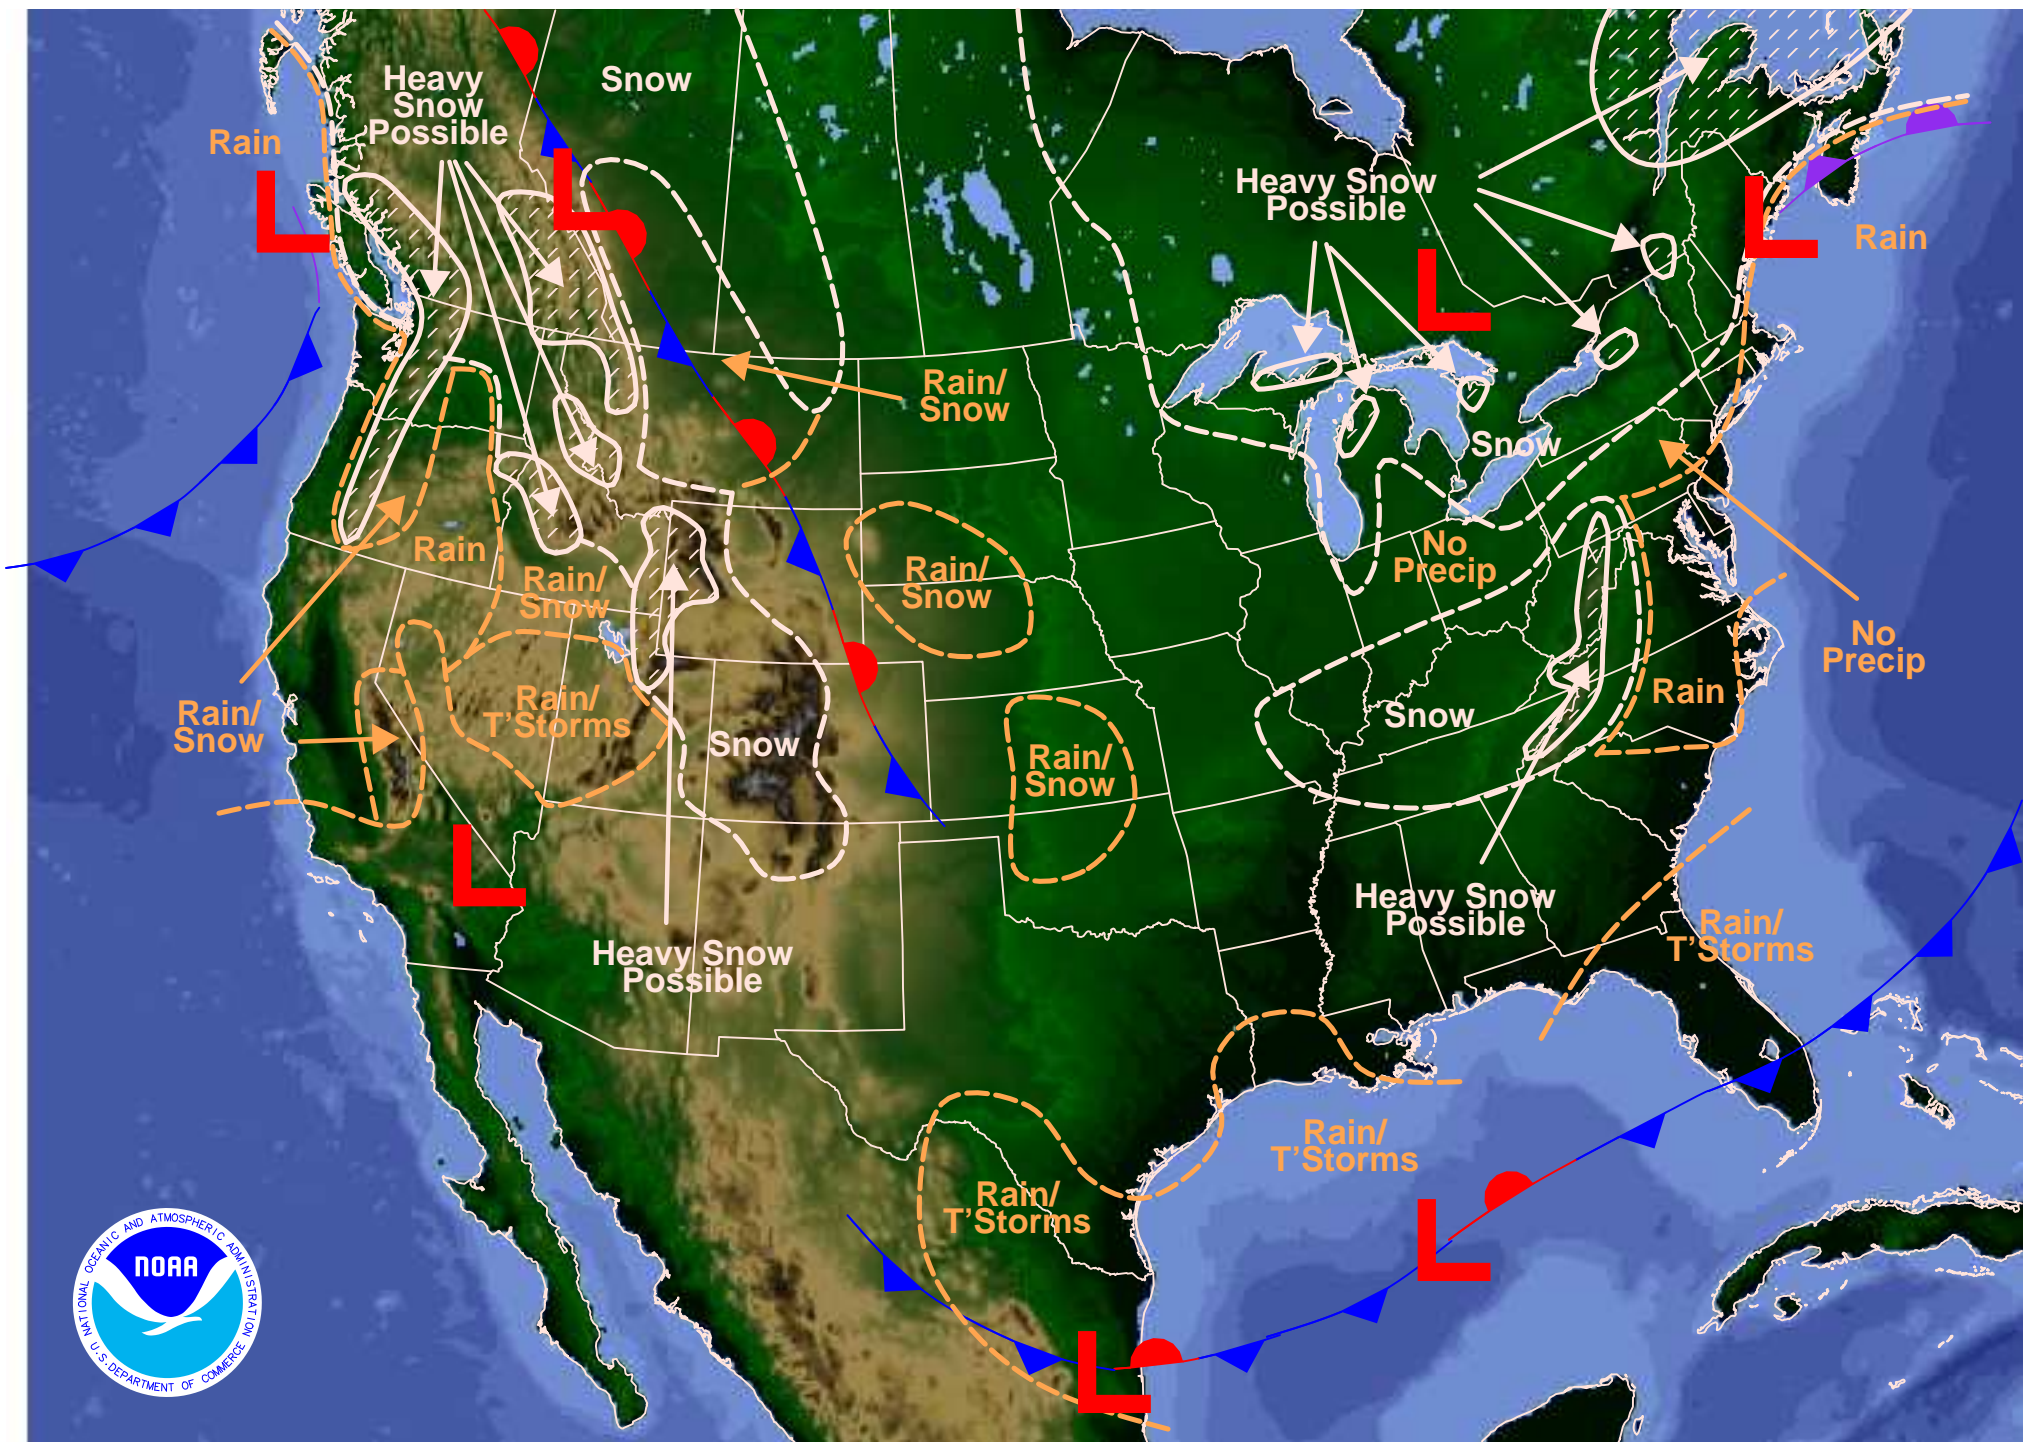 Heavy
Snow
Possible
Snow
Rain
Heavy Snow
Possible
Rain
Rain/
Snow
Snow
Rain
Rain/
Snow
Rain/
Snow
No
Precip
No
Precip
Rain/
Snow
Rain/
T'Storms
Snow
Rain/
Snow
Snow
Rain
Heavy Snow
Possible
Heavy Snow
Possible
Rain/
T'Storms
Rain/
T'Storms
Rain/
T'Storms
L
L
L
L
L
L
L
NATIONAL OCEANIC AND ATMOSPHERIC ADMINISTRATION
NOAA
U.S. DEPARTMENT OF COMMERCE